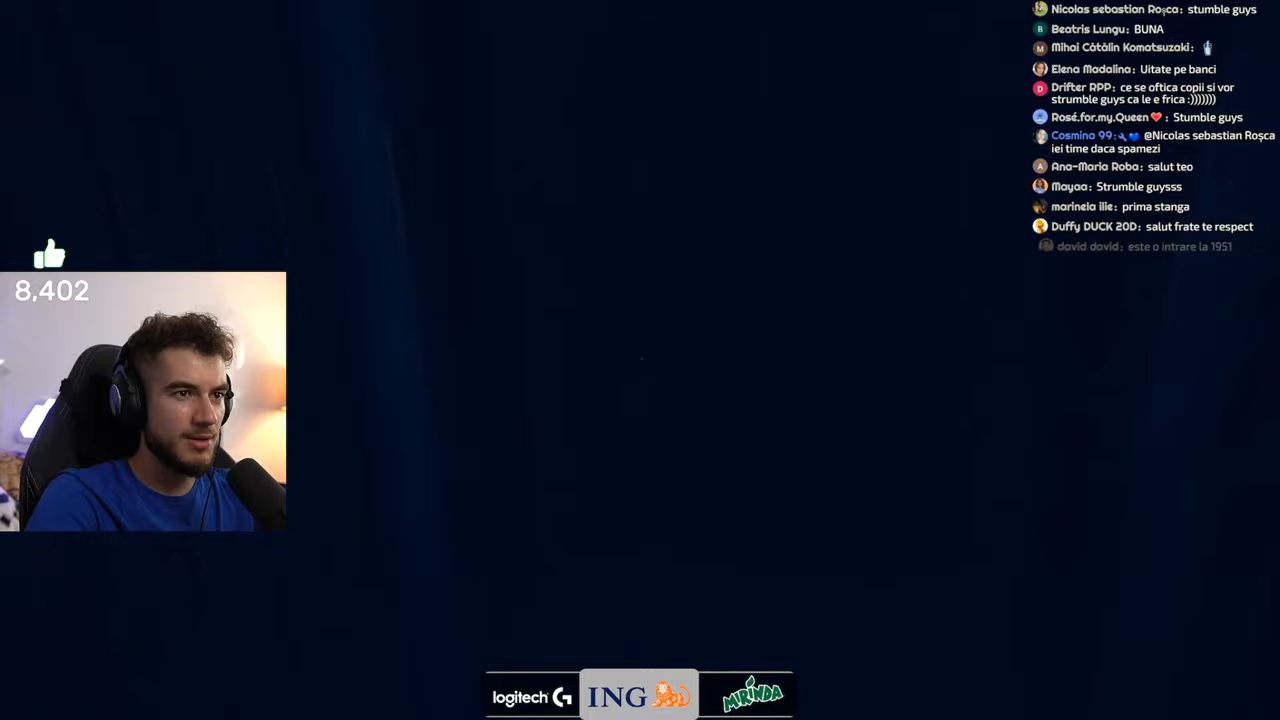 Nicolas sebastian Roșca: stumble guys
Beatris Lungu: BUNA
Mihai Cătălin Komatsuzaki:
Elena Madalina: Uitate pe banci
Drifter RPP: ce se oftica copii si vor
strumble guys ca le e frica :)))))))
Rosé.for.my.Queen❤️: Stumble guys
Cosmina 99: @Nicolas sebastian Roșca
iei time daca spamezi
Ana-Maria Roba: salut teo
Mayaa: Strumble guysss
marinela ilie: prima stanga
Duffy DUCK 20D: salut frate te respect
david david: este o intrare la 1951
8,402
logitech G
ING
MIRINDA